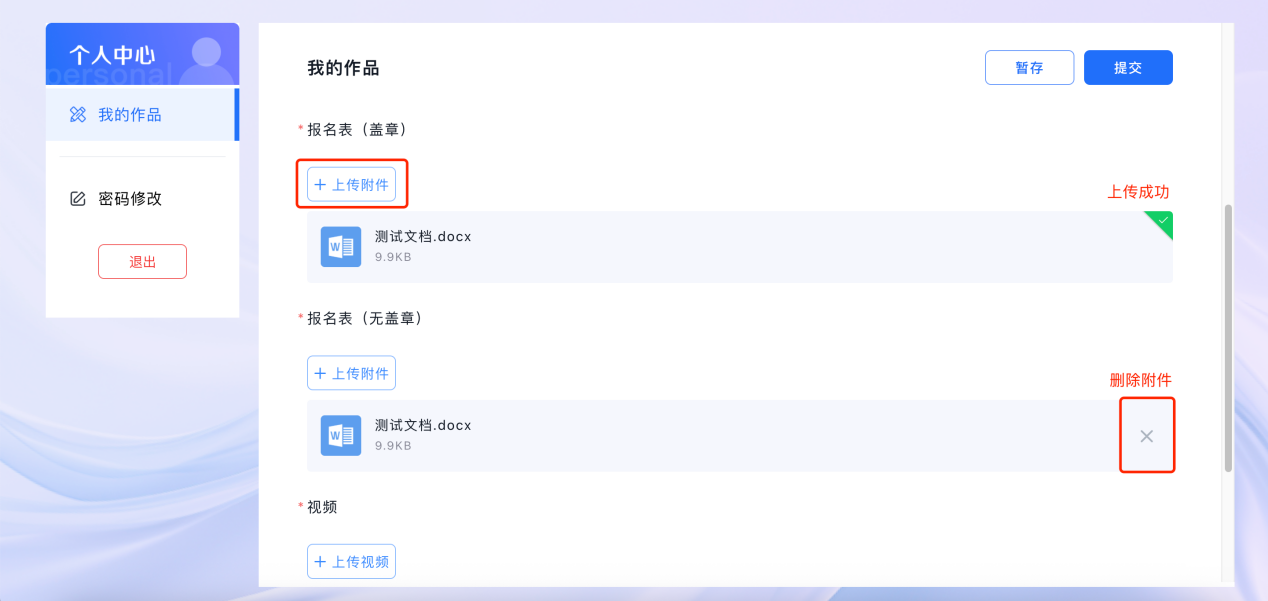 个人中心
personal
我的作品
密码修改
退出
我的作品
暂存
提交
*报名表（盖章）
+ 上传附件
上传成功
W
测试文档.docx
9.9KB
*报名表（无盖章）
+ 上传附件
删除附件
W
测试文档.docx
9.9KB
*视频
+ 上传视频